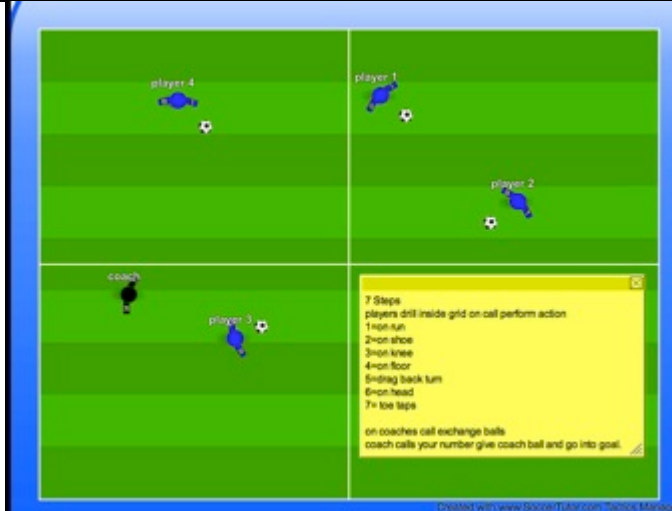 player 4
player 1
player 2
coach
player 3
7 Steps
players drill inside grid on call perform action
1=on run
2=on shoe
3=on knee
4=on floor
5=drag back turn
6=on head
7= toe taps
on coaches call exchange balls
coach calls your number give coach ball and go into goal.
Created with www.SoccerTutor.com Tactics Manag